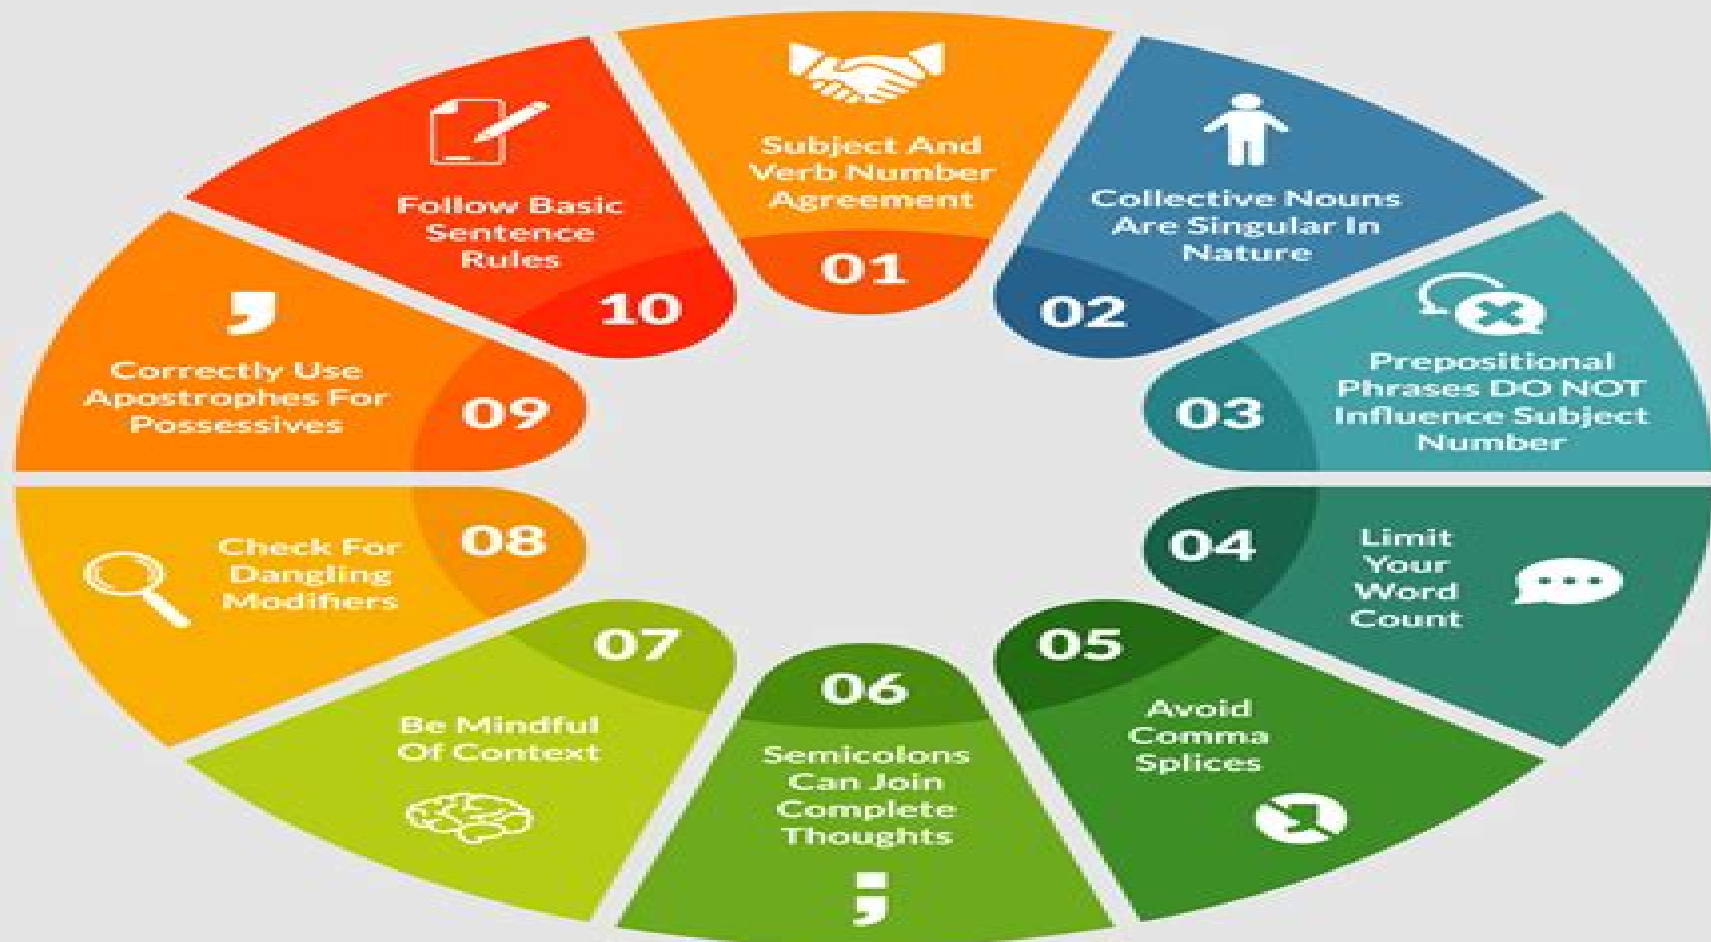 Subject And
Verb Number
Agreement
01
Collective Nouns
Are Singular In
Nature
02
Prepositional
Phrases DO NOT
Influence Subject
Number
03
Limit
Your
Word
Count
04
Avoid
Comma
Splices
05
Semicolons
Can Join
Complete
Thoughts
;
06
Be Mindful
Of Context
07
Check For
Dangling
Modifiers
08
Correctly Use
Apostrophes For
Possessives
09
Follow Basic
Sentence
Rules
10